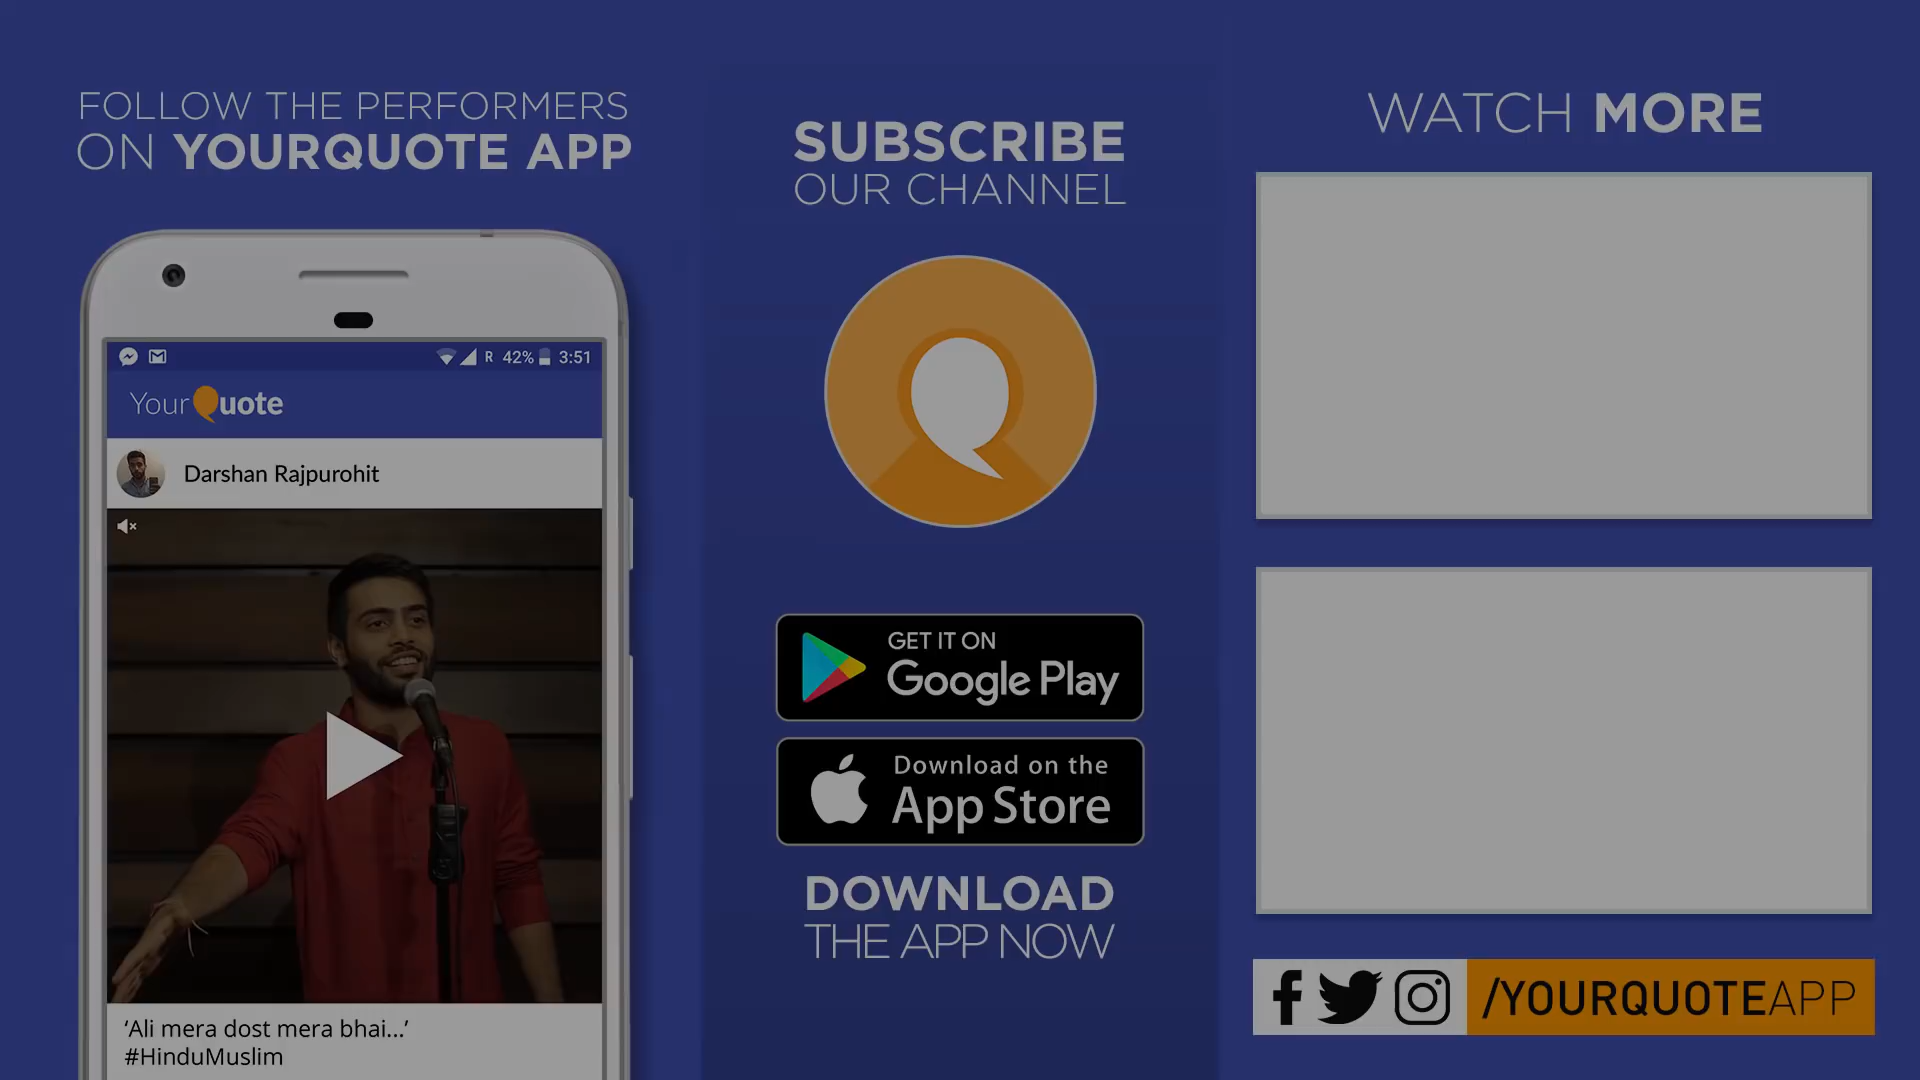 FOLLOW THE PERFORMERS
ON YOURQUOTE APP
R 42% 3:51
YourQuote
Darshan Rajpurohit
‘Ali mera dost mera bhai...’
#HinduMuslim
SUBSCRIBE
OUR CHANNEL
GET IT ON
Google Play
Download on the
App Store
DOWNLOAD
THE APP NOW
WATCH MORE
/YOURQUOTEAPP